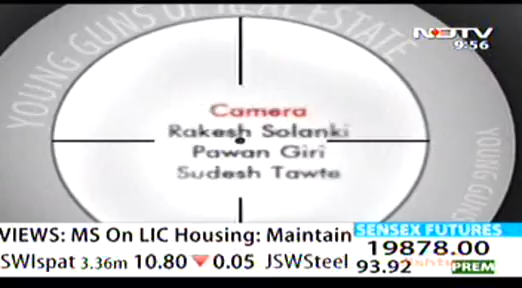 YOUNG GUNS OF REAL ESTATE
NDTV
9:56
Camera
Rakesh Solanki
Pawan Giri
Sudesh Tawte
YOUNG GUNS
VIEWS: MS On LIC Housing: Maintain
SENSEX FUTURES
19878.00
SWIspat 3.36m 10.80 ▼ 0.05 JSWSteel
93.92
PREM